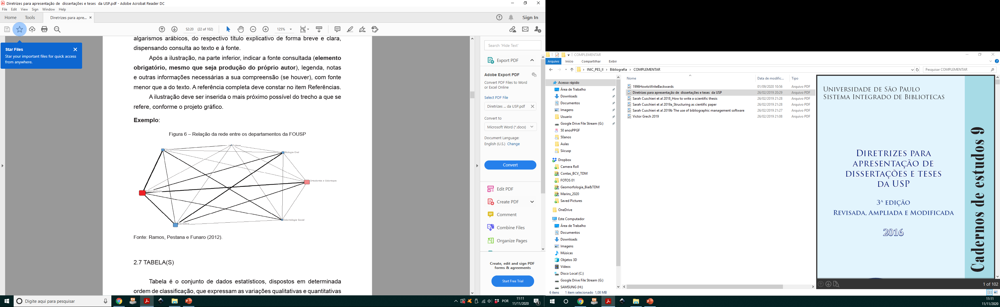 Diretrizes para apresentação de  dissertações e teses  da USP.pdf - Adobe Acrobat Reader DC
File Edit View Sign Window Help
Home Tools Diretrizes para apre... ×
Sign In
S2:20 (22 of 102) 125%
Star Files
Star your important files for quick access
from anywhere.
algarismos arábicos, do respectivo título explicativo de forma breve e clara,
dispensando consulta ao texto e à fonte.
Após a ilustração, na parte inferior, indicar a fonte consultada (elemento
obrigatório, mesmo que seja produção do próprio autor), legenda, notas
e outras informações necessárias a sua compreensão (se houver), com fonte
menor que a do texto. A referência completa deve constar no item Referências.
A ilustração deve ser inserida o mais próximo possível do trecho a que se
refere, conforme o projeto gráfico.
Exemplo:
Figura 6 – Relação da rede entre os departamentos da FOUSP
Cirurgia
Prótese
Biologia Oral
Ortodontia e Odontope
Estomatologia
Dentística
Odontologia Social
Fonte: Ramos, Pestana e Funaro (2012).
2.7 TABELA(S)
Tabela é o conjunto de dados estatísticos, dispostos em determinada
ordem de classificação, que expressam as variações qualitativas e quantitativas
Search 'Hide Text'
Export PDF
Adobe Export PDF
Convert PDF Files to Word
or Excel Online
Select PDF File
Diretrizes ... da USP.pdf
Convert to
Microsoft Word (*.docx)
Document Language:
English (U.S.) Change
Convert
Edit PDF
Create PDF
Comment
Combine Files
Organize Pages
Create, edit and sign PDF
forms & agreements
Start Free Trial
Digite aqui para pesquisar
EN
POR
11:11
11/11/2020
1
COMPLEMENTAR
Arquivo Início Compartilhar Exibir
INIC_PES_II › Bibliografia › COMPLEMENTAR
Pesquisar COMPLEMENTAR
Acesso rápido
Área de Trabalho
Downloads
Documentos
Imagens
Usuario
Google Drive File Stream (G:)
50 anosPPGF
50anos
Aulas
Siicusp
Dropbox
Camera Roll
Contas_BCV_TDM
FOTOS 01
Geomorfologia_Bia&TDM
Marins_2020
Saved Pictures
OneDrive
Este Computador
Área de Trabalho
Documentos
Downloads
Imagens
Músicas
Objetos 3D
Vídeos
Disco Local (C:)
Google Drive File Stream (G:)
SAMSUNG (H:)
Nome Data de modific... Tipo
1996HowtoWriteBackwards 01/09/2020 10:56 Arquivo PDF
Diretrizes para apresentação de  dissertações e teses  da USP 26/02/2019 20:29 Arquivo PDF
Sarah Cuschieri et al 2018_How to write a scientific thesis 26/02/2019 21:28 Arquivo PDF
Sarah Cuschieri et al 2019a_Structuring as cientific paper 26/02/2019 21:28 Arquivo PDF
Sarah Cuschieri et al 2019b The use of bibliographic management software 26/02/2019 21:27 Arquivo PDF
Victor Grech 2019 26/02/2019 21:08 Arquivo PDF
6 itens 1 item selecionado 1,08 MB
UNIVERSIDADE DE SÃO PAULO
SISTEMA INTEGRADO DE BIBLIOTECAS
DIRETRIZES PARA
APRESENTAÇÃO DE
DISSERTAÇÕES E TESES
DA USP
3ª EDIÇÃO
REVISADA, AMPLIADA E MODIFICADA
2016
Cadernos de estudos 9
1 of 102
EN
11:11
11/11/2020